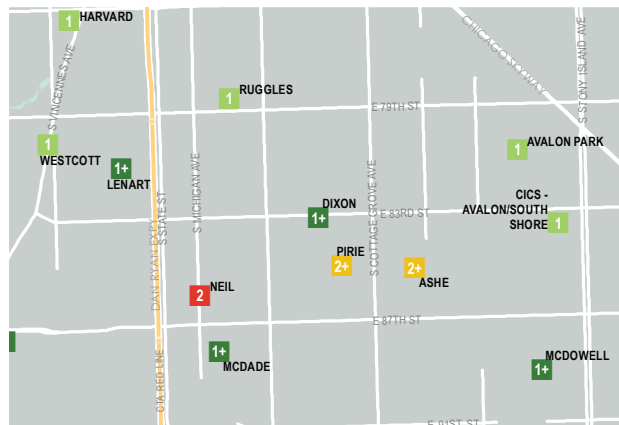 HARVARD
1
CHICAGO SKYWAY
S STONY ISLAND AVE
S VINCENNES AVE
RUGGLES
1
E 79TH ST
1
WESTCOTT
1+
LENART
AVALON PARK
1
S MICHIGAN AVE
S STATE ST
DAN RYAN EXPY
S COTTAGE GROVE AVE
DIXON
1+
E 83RD ST
CICS -
AVALON/SOUTH
SHORE
1
PIRIE
2+
2+
ASHE
NEIL
2
E 87TH ST
1+
MCDADE
CTA RED LINE
MCDOWELL
1+
E 91ST ST